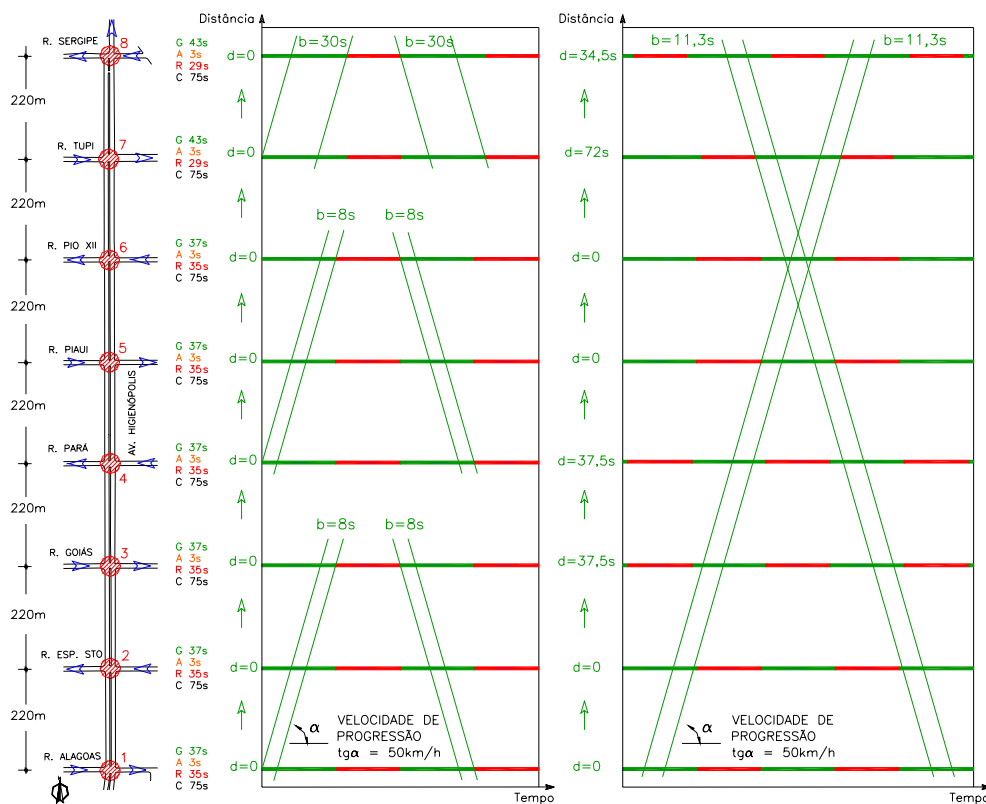 R. SERGIPE
8
G 43s
A 3s
R 29s
C 75s
220m
R. TUPI
7
G 43s
A 3s
R 29s
C 75s
220m
R. PIO XII
6
G 37s
A 3s
R 35s
C 75s
220m
R. PIAUI
5
G 37s
A 3s
R 35s
C 75s
AV. HIGIENÓPOLIS
220m
R. PARÁ
4
G 37s
A 3s
R 35s
C 75s
220m
R. GOIÁS
3
G 37s
A 3s
R 35s
C 75s
220m
R. ESP. STO
2
G 37s
A 3s
R 35s
C 75s
220m
R. ALAGOAS
1
G 37s
A 3s
R 35s
C 75s
Distância
b=30s
b=30s
d=0
d=0
b=8s
b=8s
d=0
d=0
d=0
b=8s
b=8s
d=0
d=0
α
VELOCIDADE DE
PROGRESSÃO
tgα = 50km/h
d=0
Tempo
Distância
b=11,3s
b=11,3s
d=34,5s
d=72s
d=0
d=0
d=37,5s
d=37,5s
d=0
α
VELOCIDADE DE
PROGRESSÃO
tgα = 50km/h
d=0
Tempo